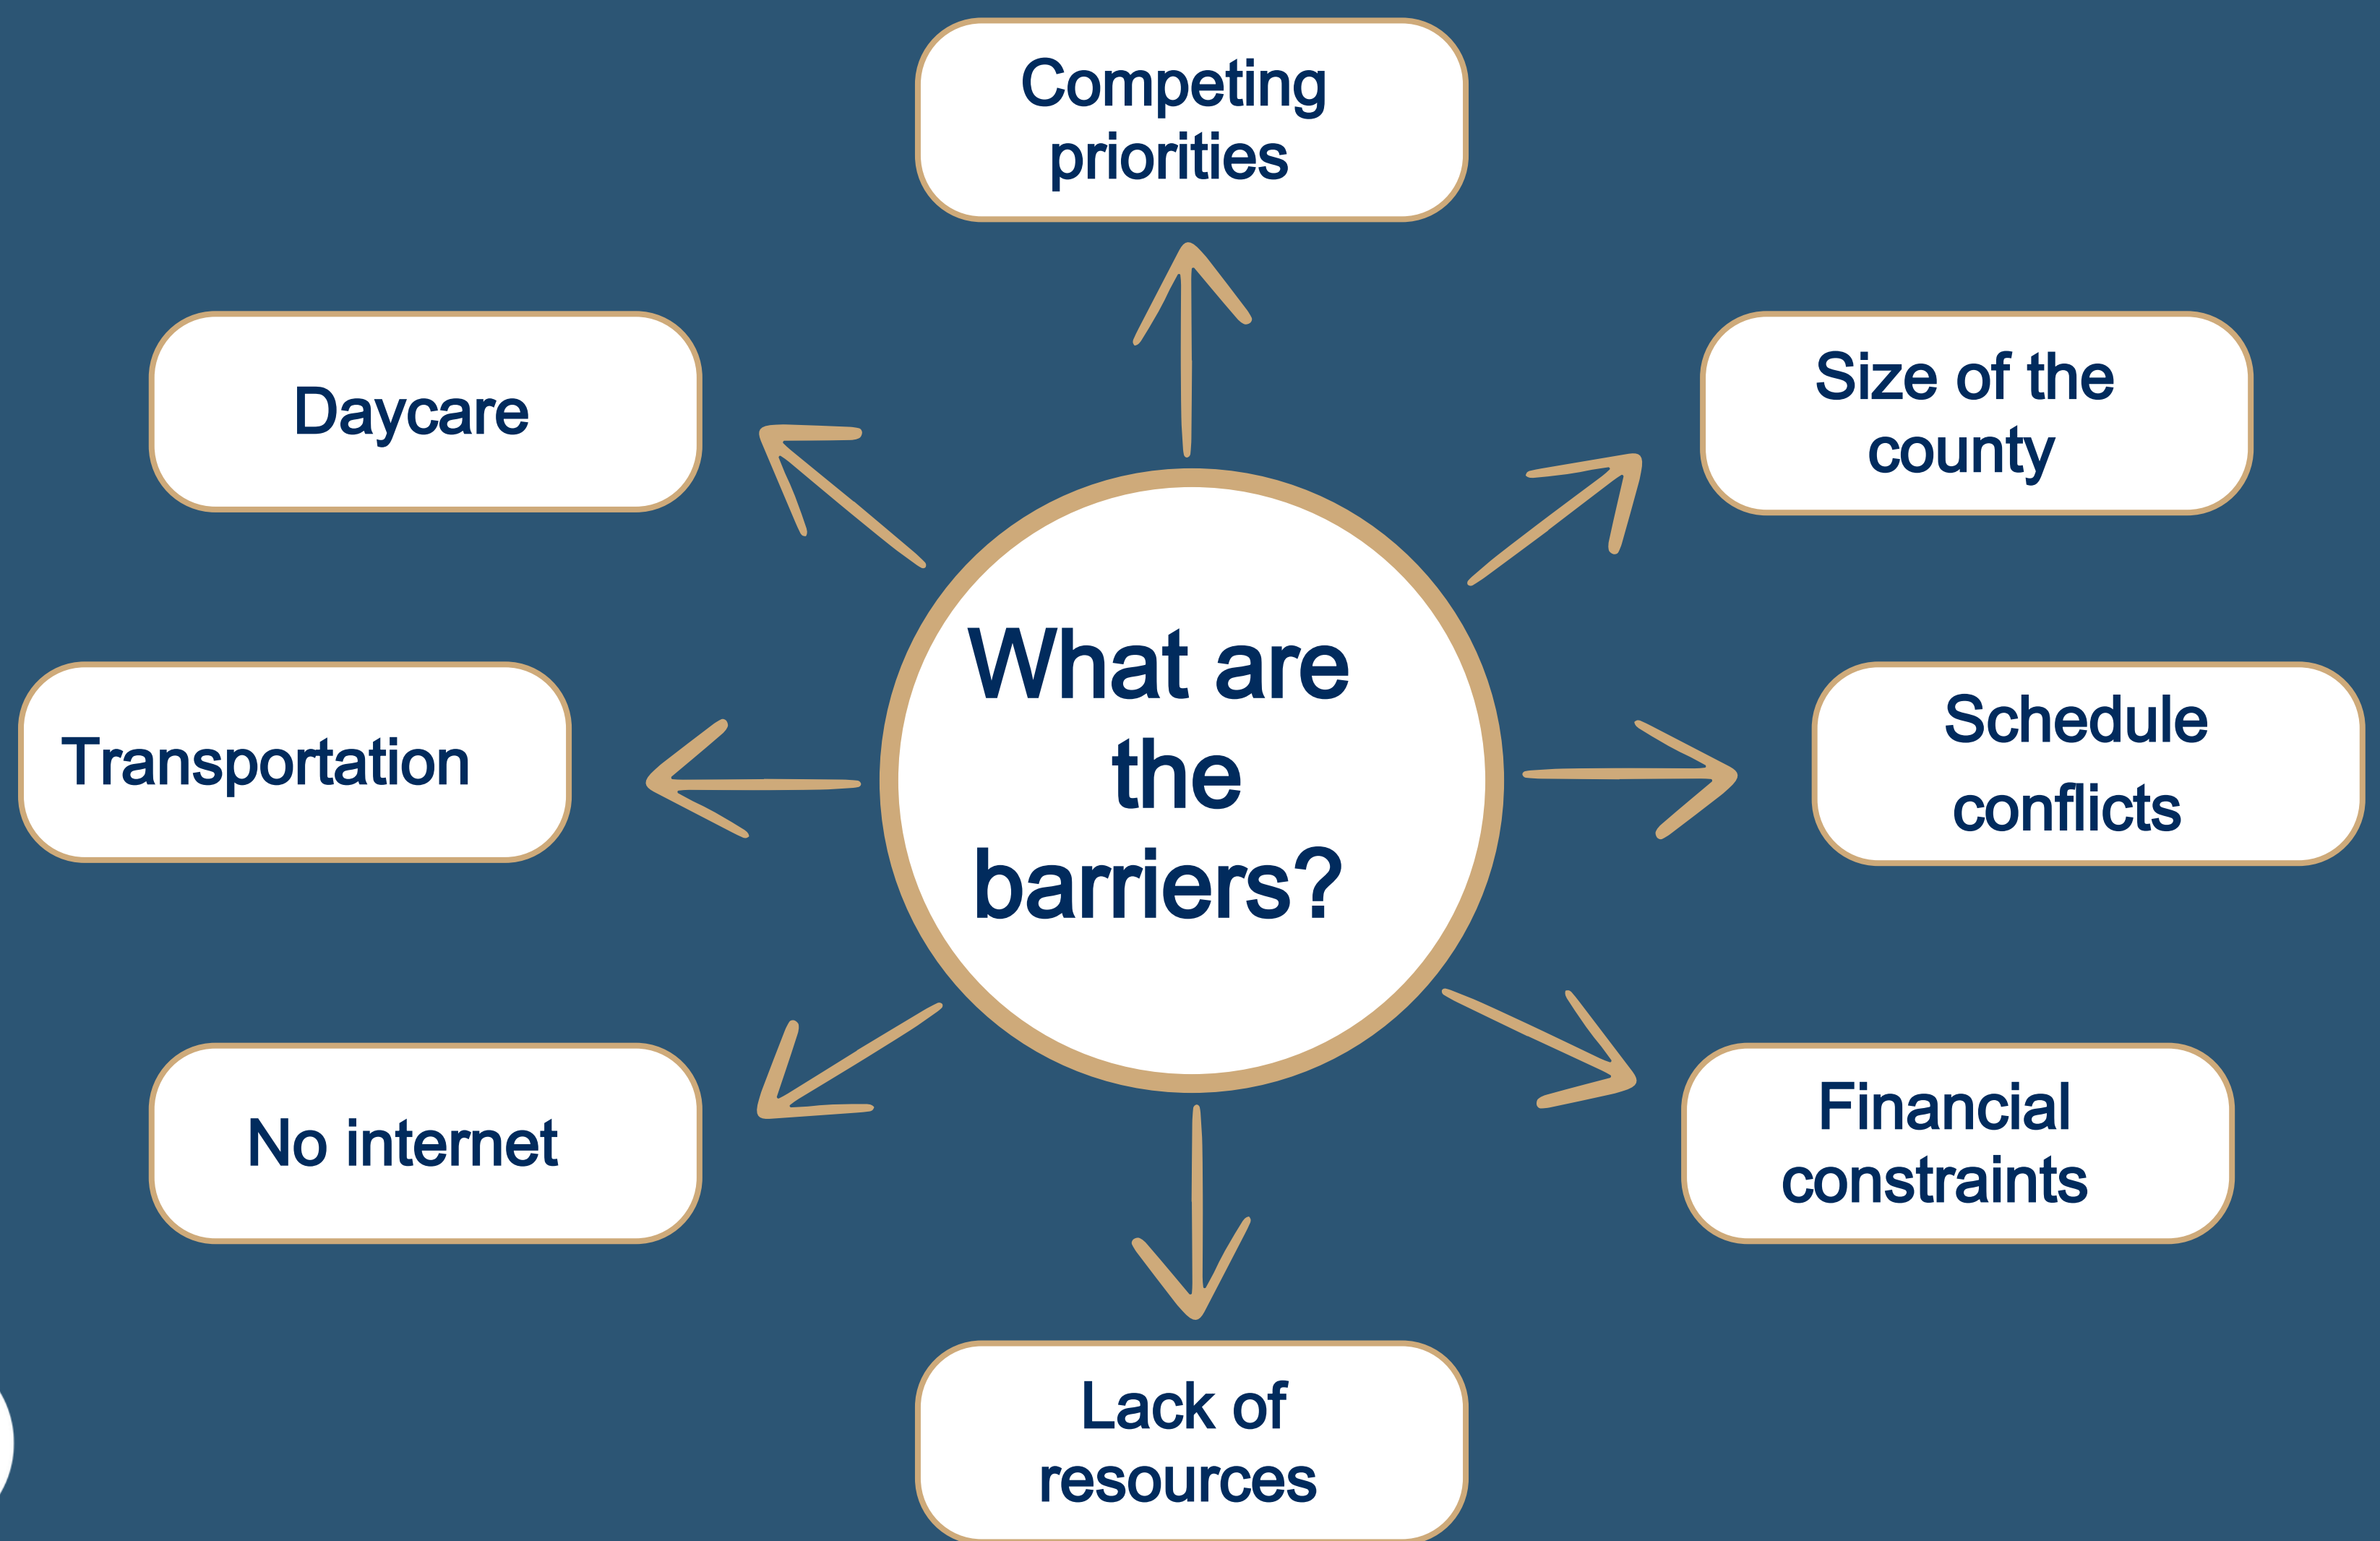 Competing
priorities
Daycare
Size of the
county
What are
the
barriers?
Transportation
Schedule
conflicts
No internet
Financial
constraints
Lack of
resources